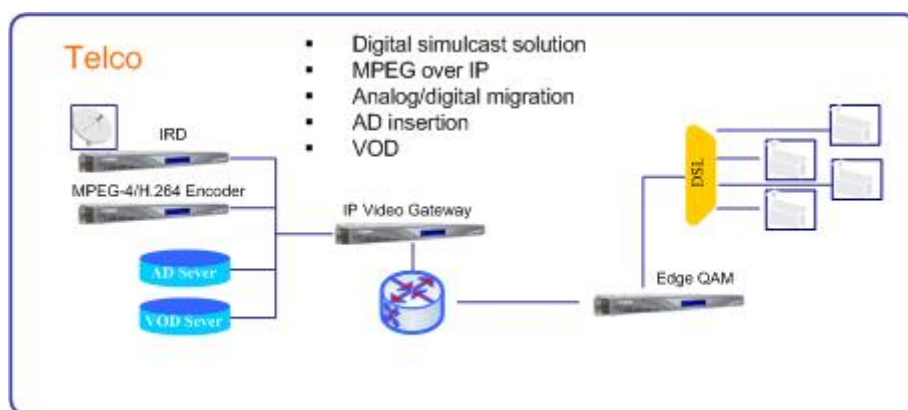 Telco
Digital simulcast solution
MPEG over IP
Analog/digital migration
AD insertion
VOD
IRD
MPEG-4/H.264 Encoder
AD Sever
VOD Sever
IP Video Gateway
DSL
Edge QAM